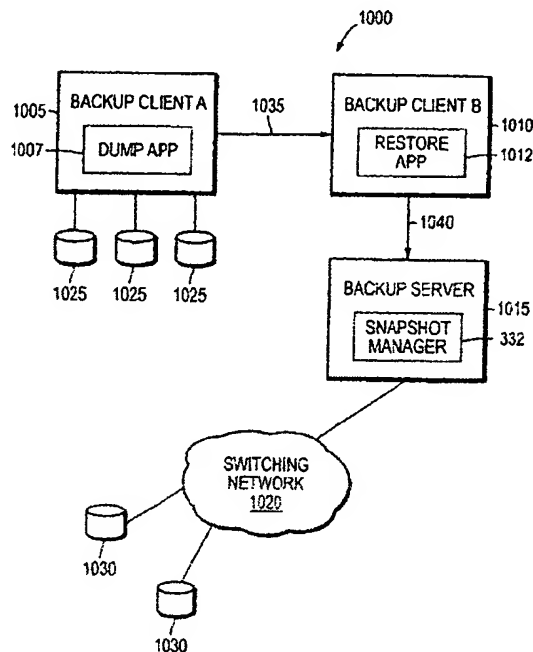 1000
BACKUP CLIENT A
1005
DUMP APP
1007
1025
1025
1025
1035
BACKUP CLIENT B
1010
RESTORE
APP
1012
1040
BACKUP SERVER
1015
SNAPSHOT
MANAGER
332
SWITCHING
NETWORK
1020
1030
1030